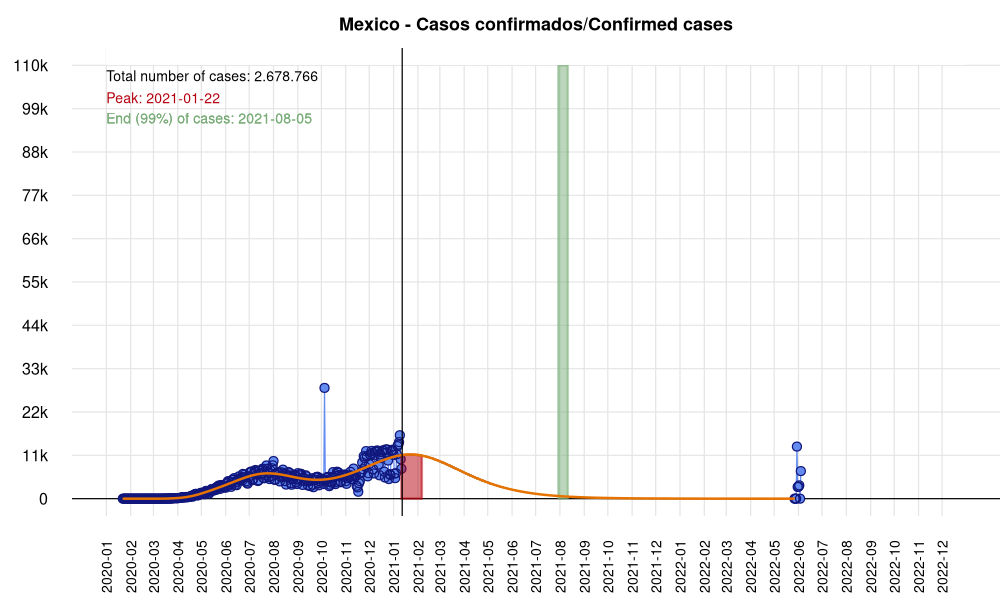 Mexico - Casos confirmados/Confirmed cases
Total number of cases: 2.678.766
Peak: 2021-01-22
End (99%) of cases: 2021-08-05
110k
99k
88k
77k
66k
55k
44k
33k
22k
11k
0
2020-01
2020-02
2020-03
2020-04
2020-05
2020-06
2020-07
2020-08
2020-09
2020-10
2020-11
2020-12
2021-01
2021-02
2021-03
2021-04
2021-05
2021-06
2021-07
2021-08
2021-09
2021-10
2021-11
2021-12
2022-01
2022-02
2022-03
2022-04
2022-05
2022-06
2022-07
2022-08
2022-09
2022-10
2022-11
2022-12